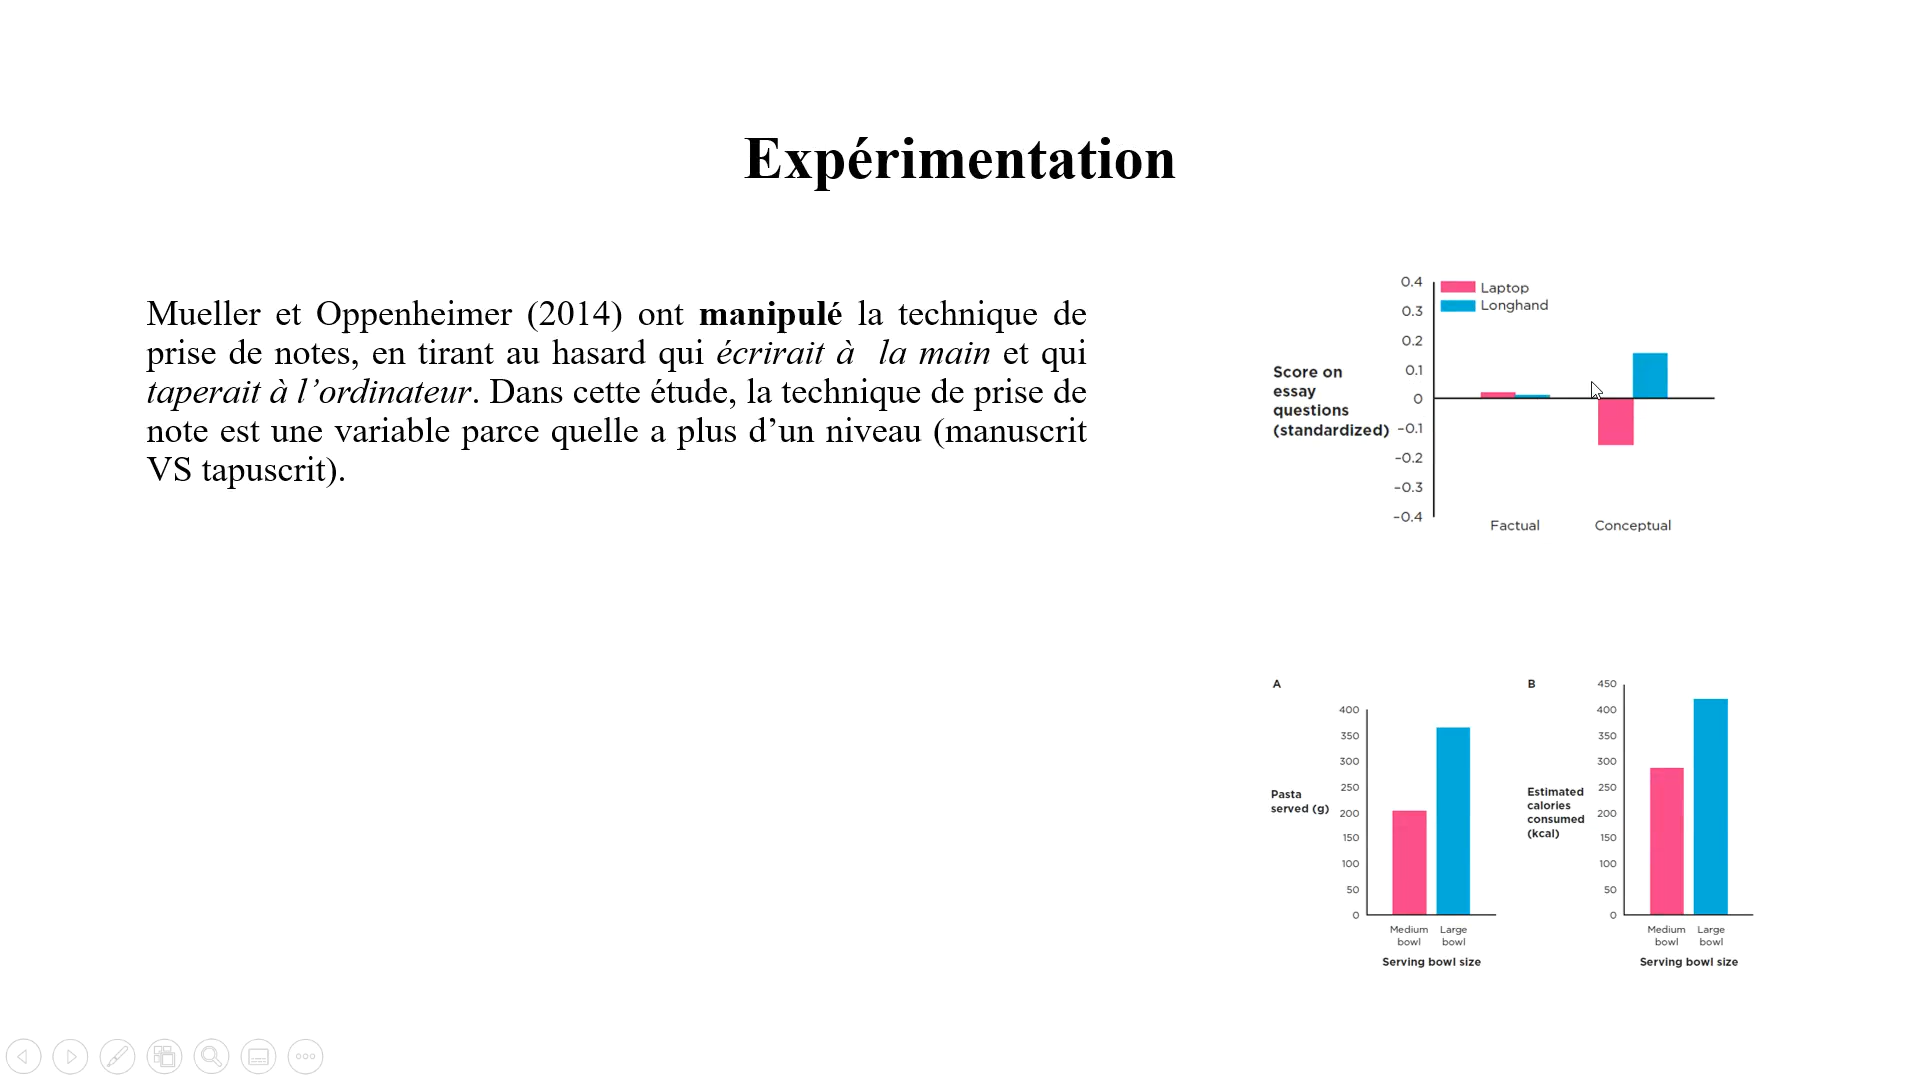 Expérimentation
Mueller et Oppenheimer (2014) ont manipulé la technique de
prise de notes, en tirant au hasard qui écrirait à la main et qui
taperait à l’ordinateur. Dans cette étude, la technique de prise de
note est une variable parce quelle a plus d’un niveau (manuscrit
VS tapuscrit).
0.4
Laptop
0.3
Longhand
0.2
0.1
0
Score on
essay
questions
(standardized)
–0.1
–0.2
–0.3
–0.4
Factual
Conceptual
A
400
350
300
250
200
150
100
50
0
Pasta
served (g)
Medium
bowl
Large
bowl
Serving bowl size
B
450
400
350
300
250
200
150
100
50
0
Estimated
calories
consumed
(kcal)
Medium
bowl
Large
bowl
Serving bowl size